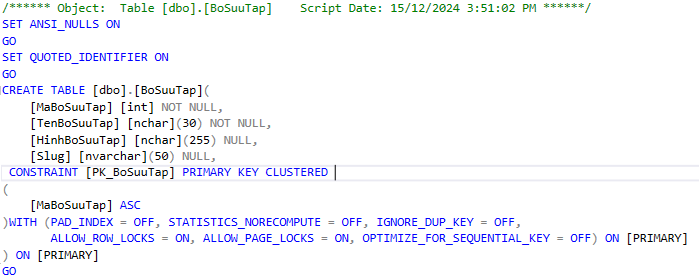 /****** Object:  Table [dbo].[BoSuuTap]    Script Date: 15/12/2024 3:51:02 PM ******/
SET ANSI_NULLS ON
GO
SET QUOTED_IDENTIFIER ON
GO
CREATE TABLE [dbo].[BoSuuTap](
    [MaBoSuuTap] [int] NOT NULL,
    [TenBoSuuTap] [nchar](30) NOT NULL,
    [HinhBoSuuTap] [nchar](255) NULL,
    [Slug] [nvarchar](50) NULL,
 CONSTRAINT [PK_BoSuuTap] PRIMARY KEY CLUSTERED
(
    [MaBoSuuTap] ASC
)WITH (PAD_INDEX = OFF, STATISTICS_NORECOMPUTE = OFF, IGNORE_DUP_KEY = OFF,
      ALLOW_ROW_LOCKS = ON, ALLOW_PAGE_LOCKS = ON, OPTIMIZE_FOR_SEQUENTIAL_KEY = OFF) ON [PRIMARY]
) ON [PRIMARY]
GO